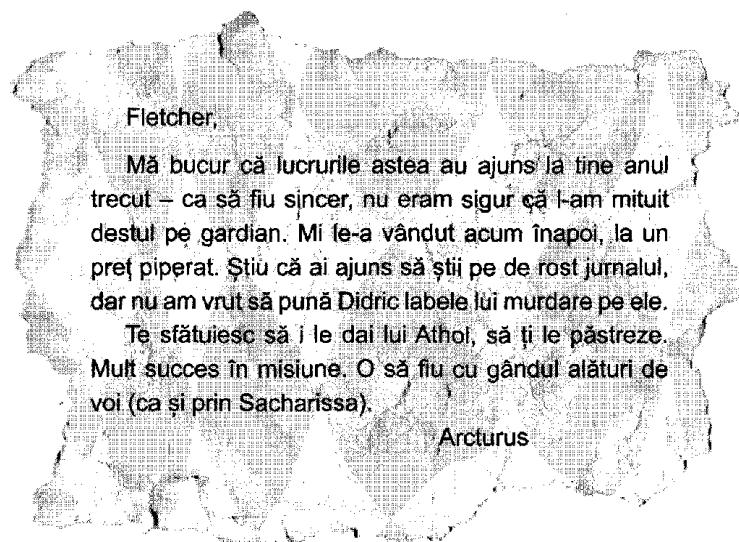 Fletcher,
Mă bucur că lucrurile astea au ajuns la tine anul
trecut – ca să fiu sincer, nu eram sigur că l-am mituit
destul pe gardian. Mi le-a vândut acum înapoi, la un
preț piperat. Știu că ai ajuns să știi pe de rost jurnalul,
dar nu am vrut să pună Didric labele lui murdare pe ele.
Te sfătuiesc să i le dai lui Athol, să ți le păstreze.
Mult succes în misiune. O să fiu cu gândul alături de
voi (ca și prin Sacharissa).
Arcturus